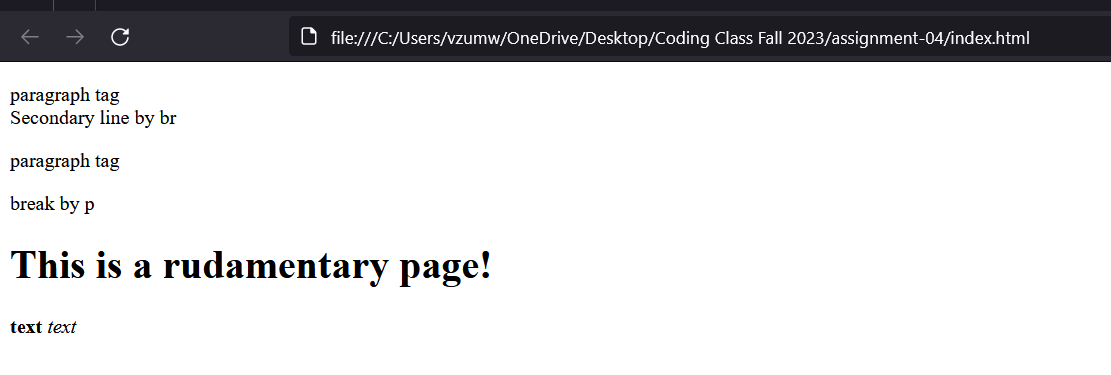 file:///C:/Users/vzumw/OneDrive/Desktop/Coding Class Fall 2023/assignment-04/index.html
paragraph tag
Secondary line by br
paragraph tag
break by p
This is a rudamentary page!
text text